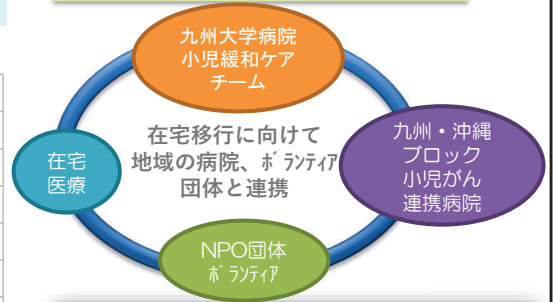 九州大学病院
小児緩和ケア
チーム
在宅移行に向けて
地域の病院、ﾎﾞﾗﾝﾃｨｱ
団体と連携
九州・沖縄
ブロック
小児がん
連携病院
在宅
医療
NPO団体
ﾎﾞﾗﾝﾃｨｱ